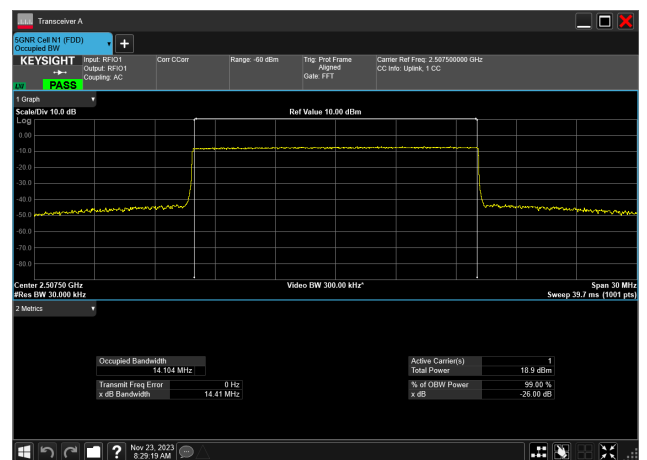 Transceiver A
5GNR Cell N1 (FDD)
Occupied BW
KEYSIGHT
LV
PASS
Input: RFIO1
Output: RFIO1
Coupling: AC
Corr CCorr
Range: -60 dBm
Trig: Prot Frame
Aligned
Gate: FFT
Carrier Ref Freq: 2.507500000 GHz
CC Info: Uplink, 1 CC
1 Graph
Scale/Div 10.0 dB
Ref Value 10.00 dBm
Log
0.00
-10.0
-20.0
-30.0
-40.0
-50.0
-60.0
-70.0
-80.0
Center 2.50750 GHz
Video BW 300.00 kHz^
Span 30 MHz
#Res BW 30.000 kHz
Sweep 39.7 ms (1001 pts)
2 Metrics
Occupied Bandwidth
14.104 MHz
Active Carrier(s) 1
Total Power 18.9 dBm
Transmit Freq Error 0 Hz
x dB Bandwidth 14.41 MHz
% of OBW Power 99.00 %
x dB -26.00 dB
Nov 23, 2023
8:29:19 AM